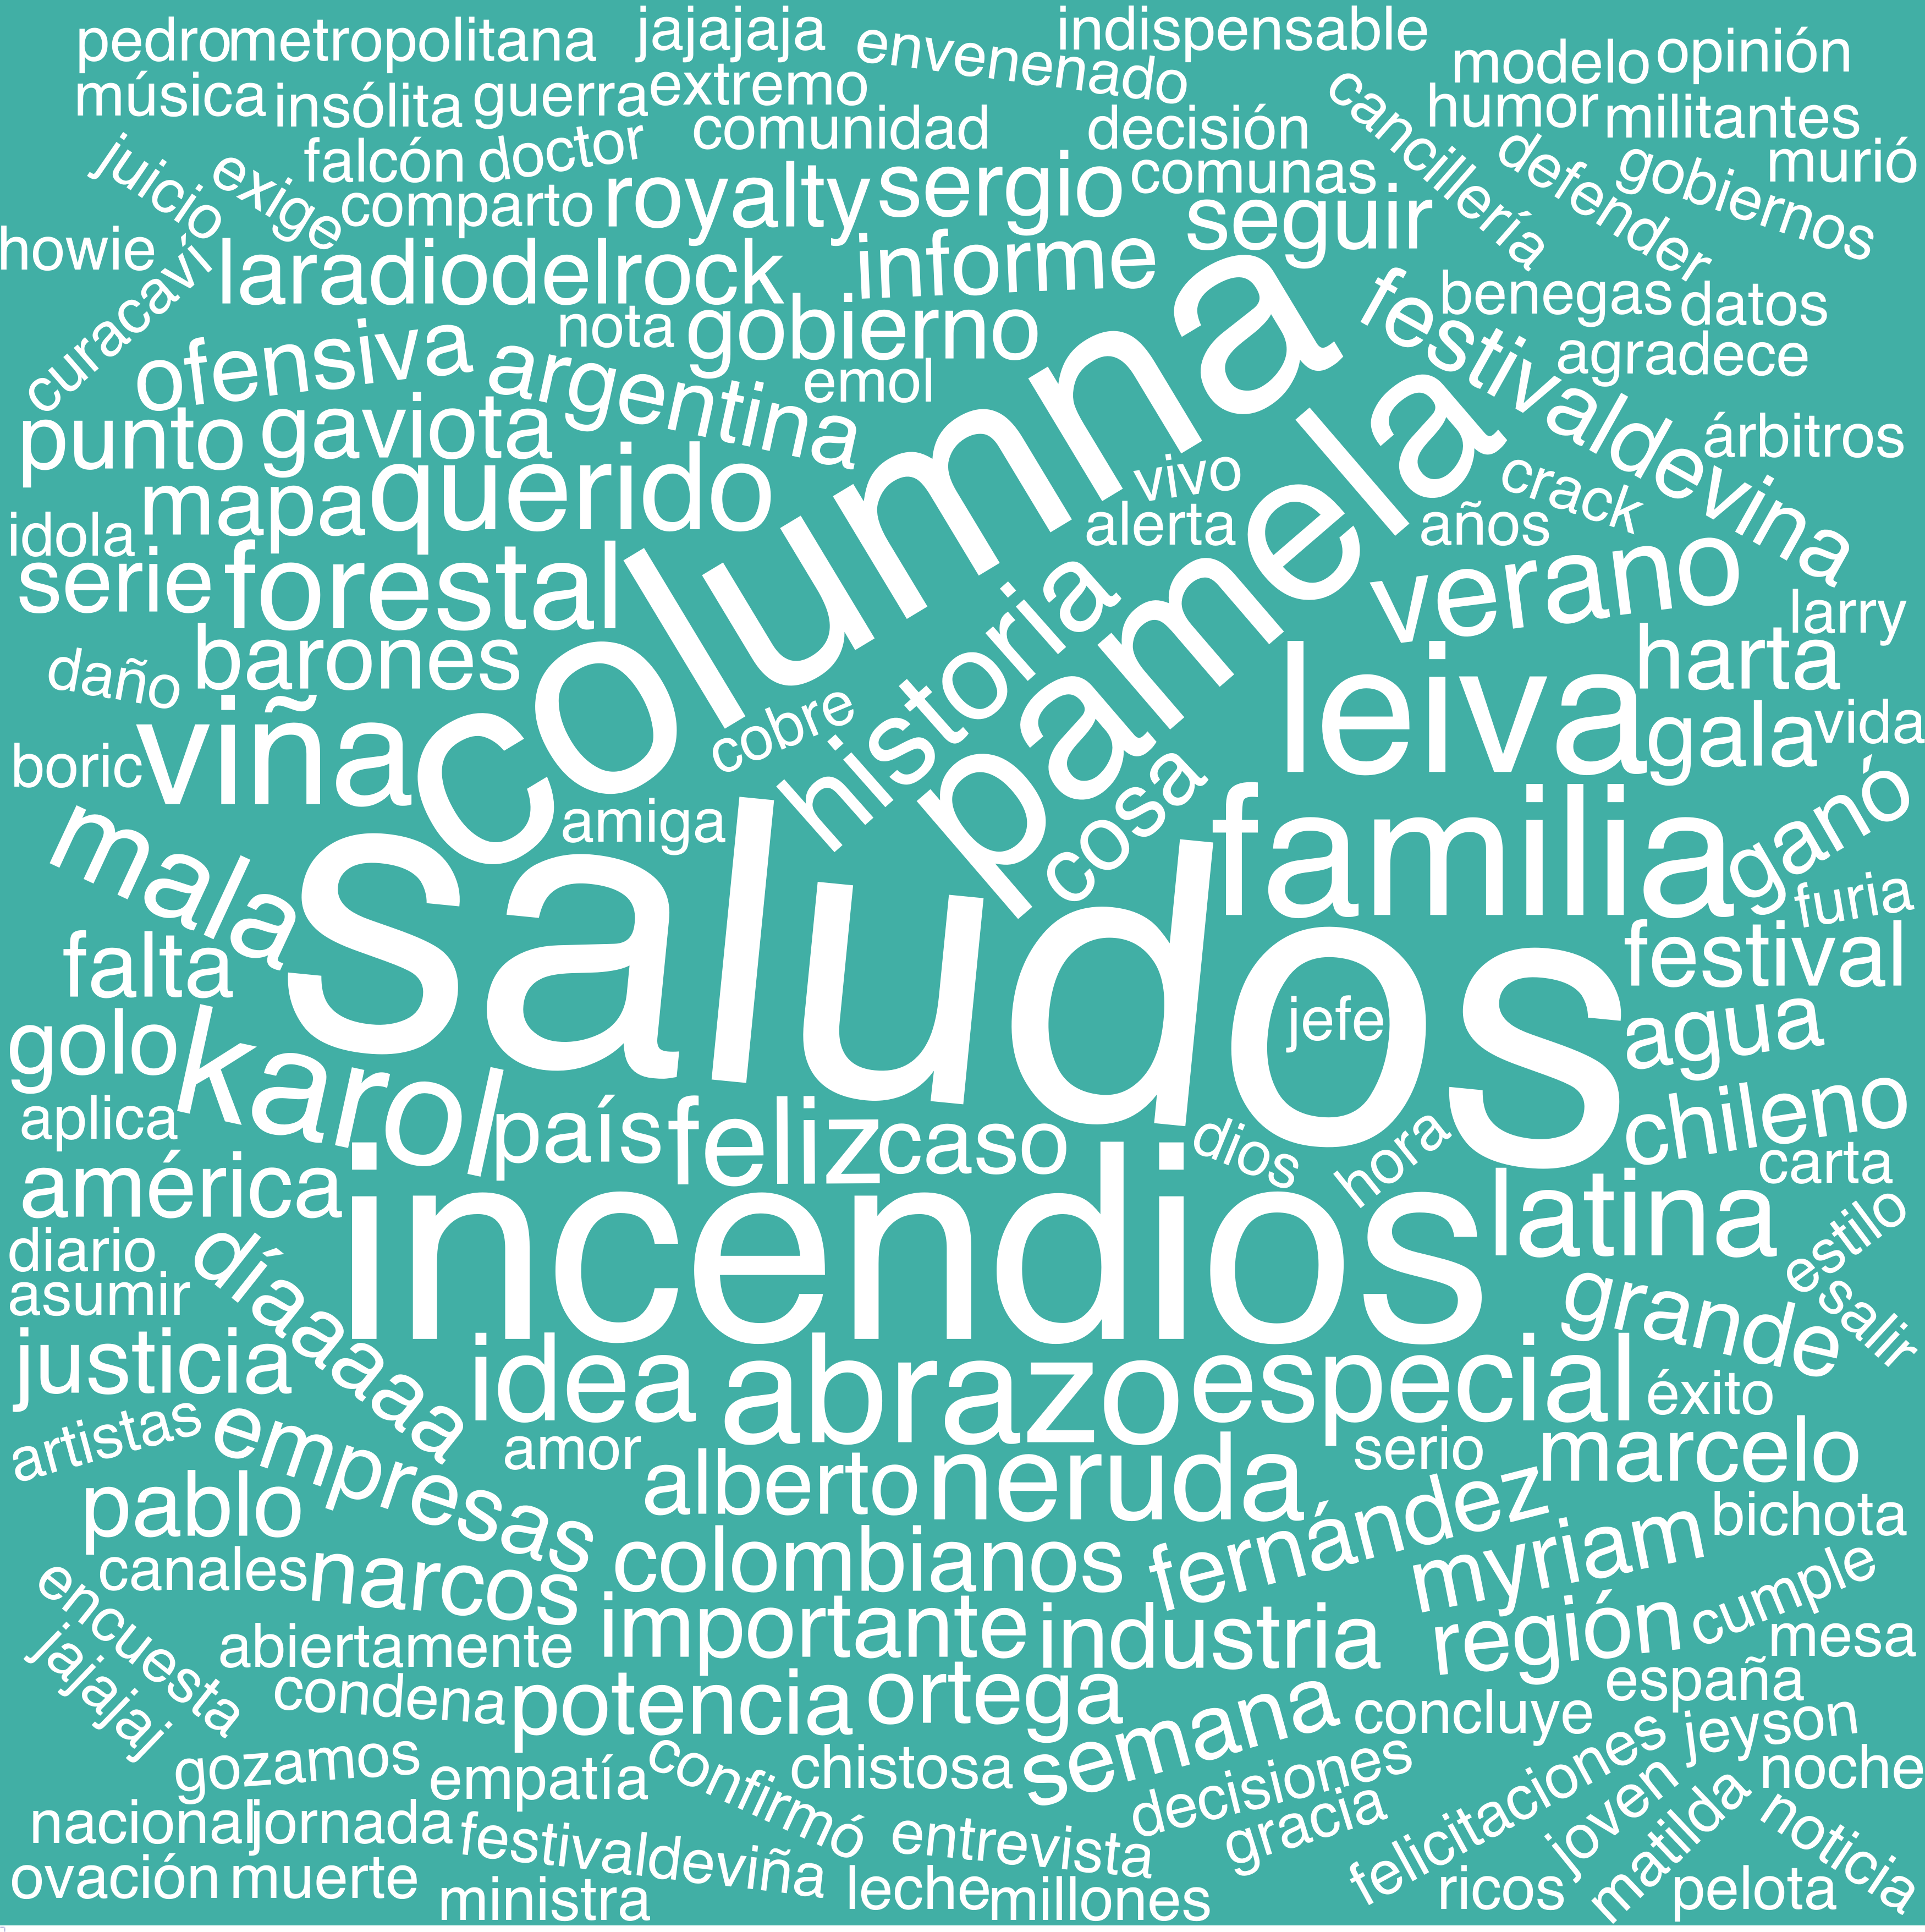 pedro metropolitana jajajaja envenenado indispensable modelo opinión
música insólita guerra extremo comunidad decisión cancillería humor militantes
juicio exige falcón doctor comparto royalty sergio comunas seguir defender gobiernos murió
howie curacaví laradiodelrock informe festivaldevina benegas datos
ofensiva argentina nota gobierno emol agradece
punto gaviota columna pamela vivo crack árbitros
idola mapa querido alerta años
serie forestal historia verano larry
daño barones cobre leiva harta
boric viña amiga cosa gala vida
mala saludos familia ganó furia
falta festival
golo karol jefe agua
aplica país feliz caso dios hora chileno
américa incendios latina carta
diario asumir díaaaaaa grande estilo esallir
justicia idea abrazo especial éxito
artistas empresas amor alberto neruda serio marcelo
pablo fernández myriam bichota
canales narcos colombianos
encuesta jajajaj abiertamente importante industria región cumple mesa
condena potencia ortega semana concluye españa
gozamos empatía confirmó chistosa decisiones felicitaciones jeyson noche
nacional jornada festivaldeviña entrevista gracia joven matilda noticia
ovación muerte ministra leche millones ricos pelota